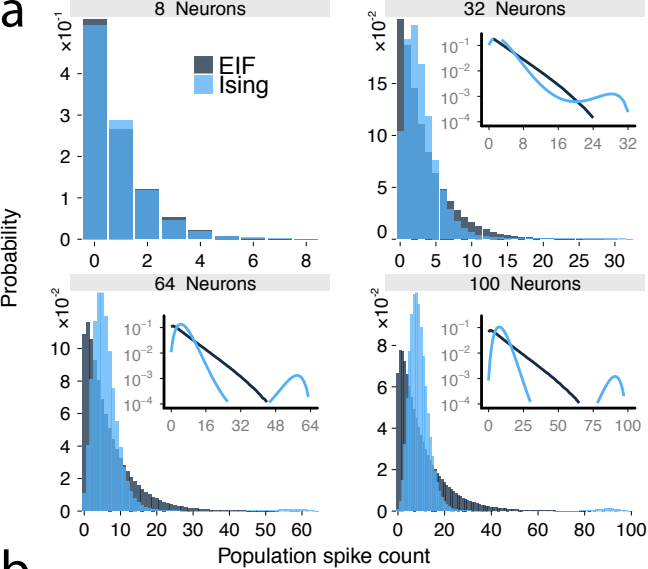 a
8 Neurons
×10⁻¹
4
3
2
1
0
0 2 4 6 8
EIF
Ising
32 Neurons
×10⁻²
15
10
5
0
0 5 10 15 20 25 30
10⁻¹
10⁻²
10⁻³
10⁻⁴
0 8 16 24 32
Probability
64 Neurons
×10⁻²
10
8
6
4
2
0
0 10 20 30 40 50 60
10⁻¹
10⁻²
10⁻³
10⁻⁴
0 16 32 48 64
100 Neurons
×10⁻²
8
6
4
2
0
0 20 40 60 80 100
10⁻¹
10⁻²
10⁻³
10⁻⁴
0 25 50 75 100
Population spike count
b